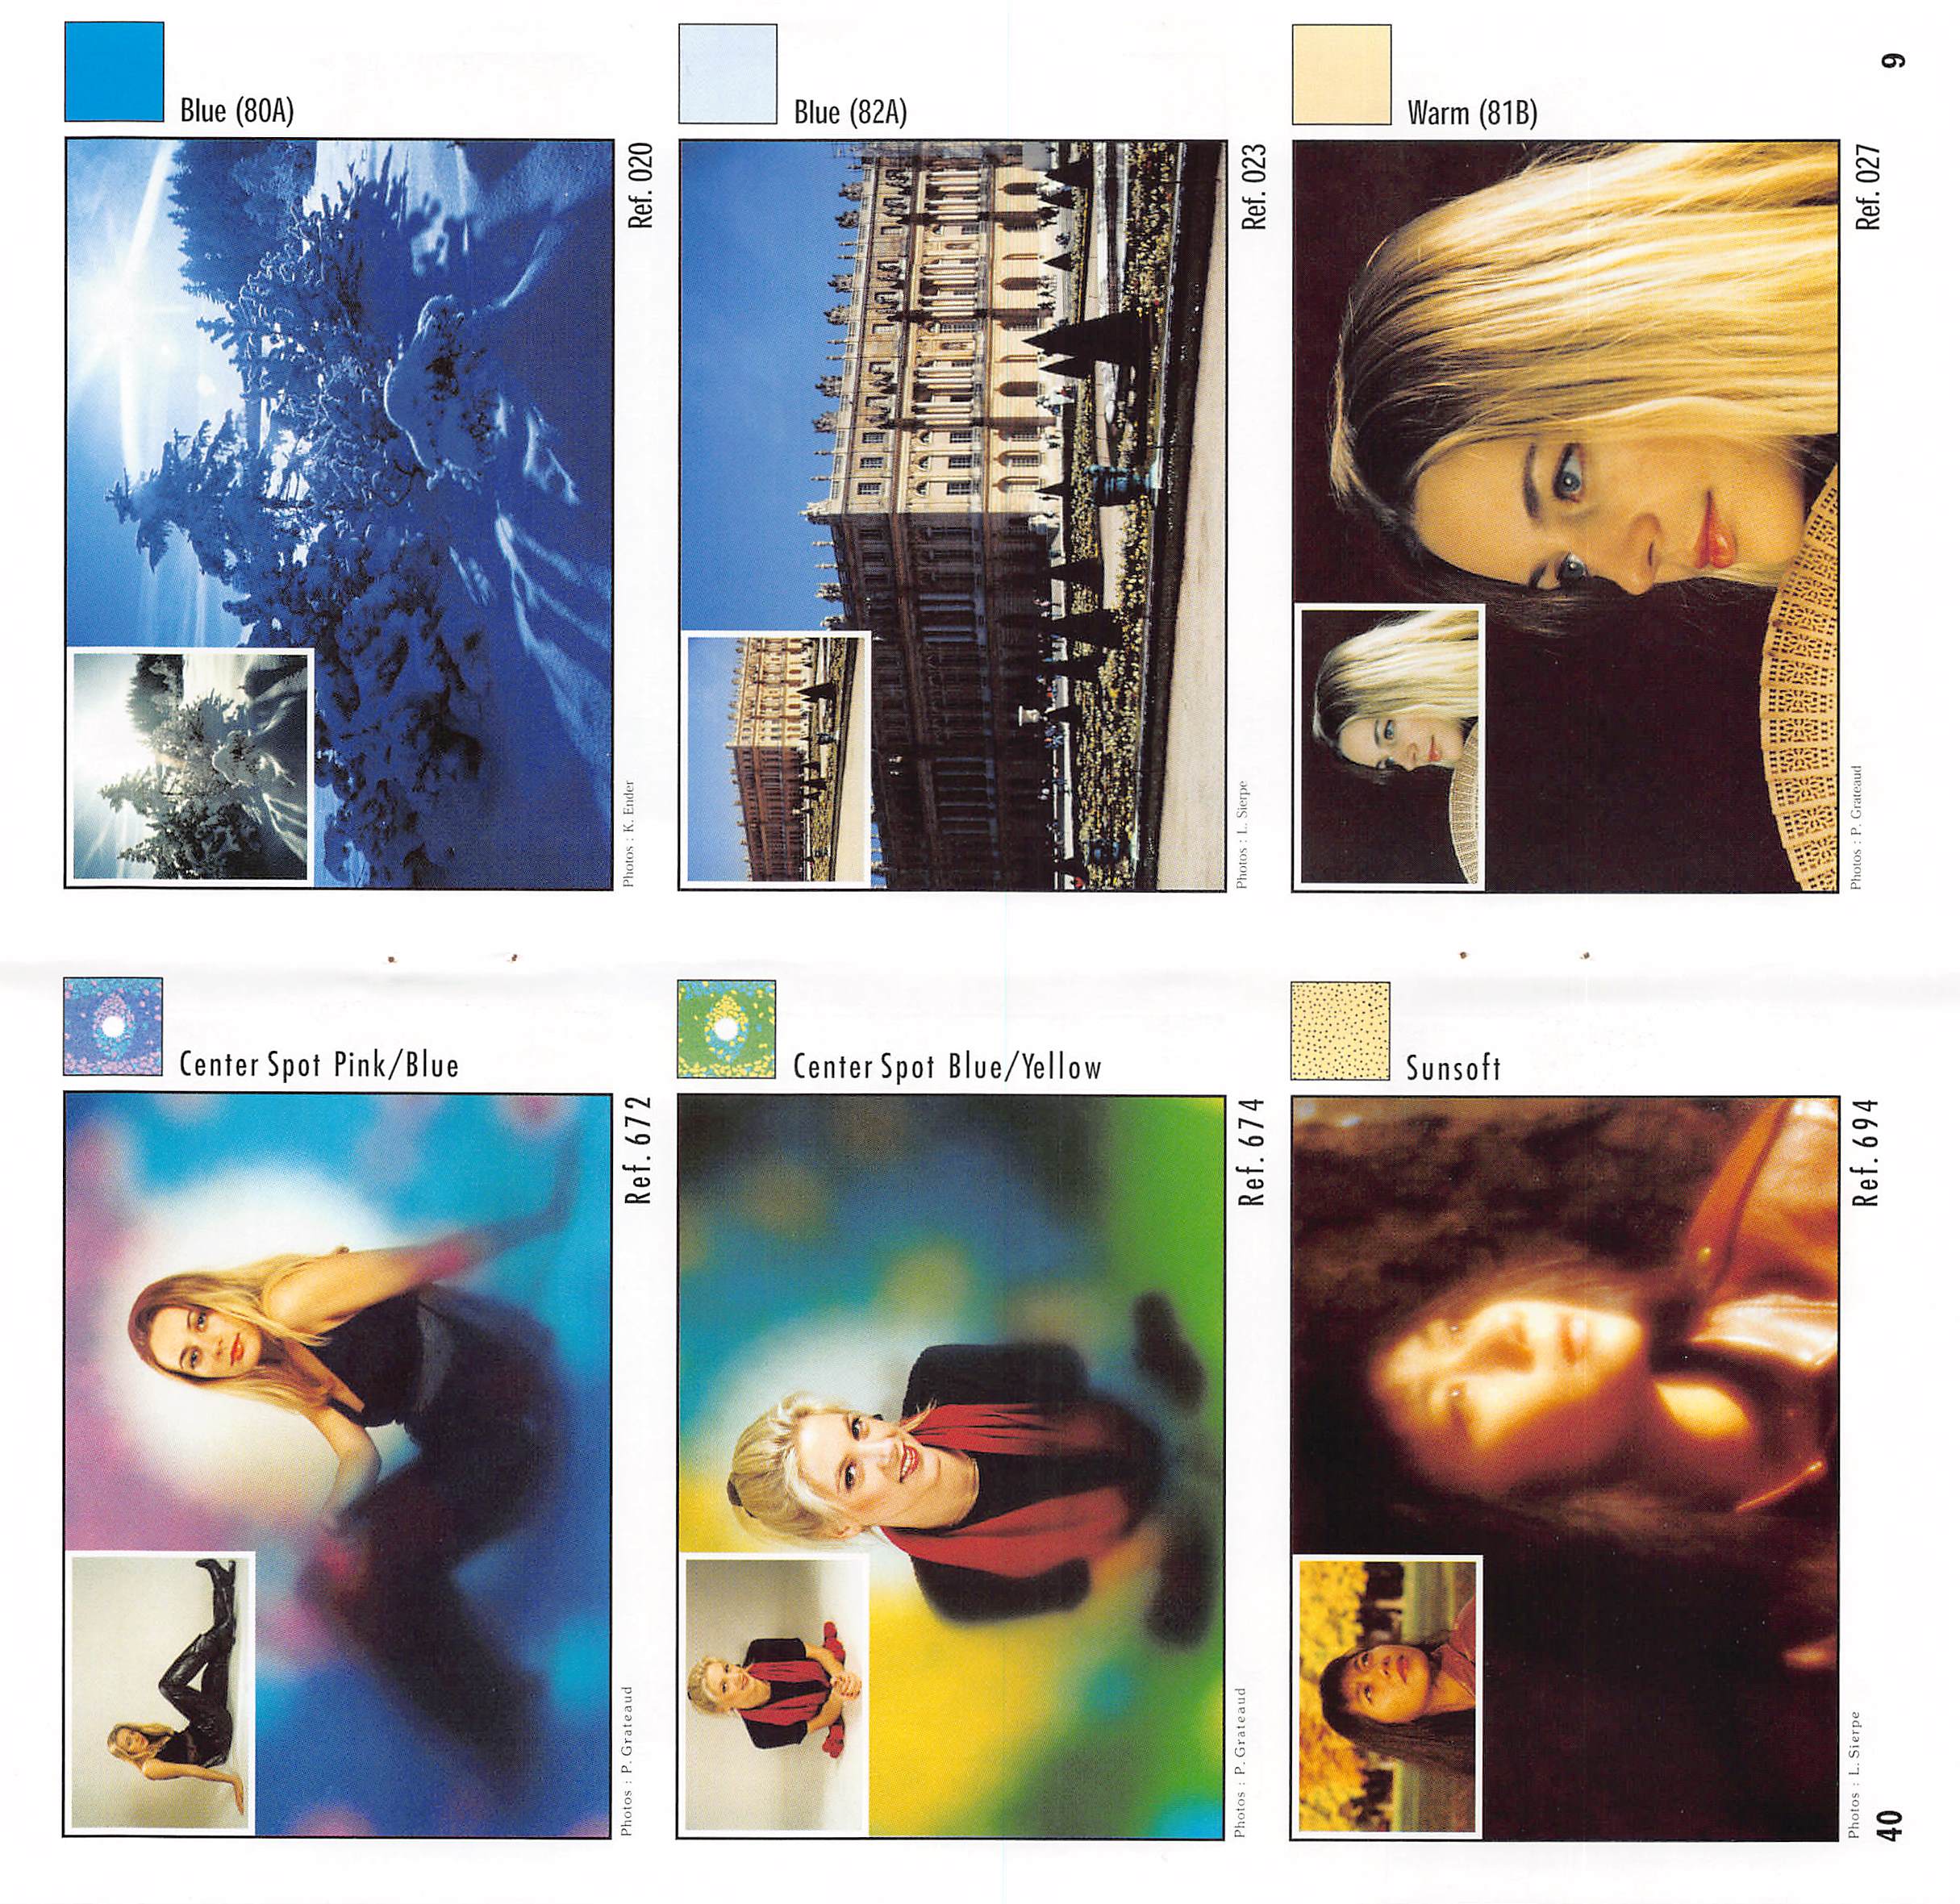 Blue (80A)
Ref. 020
Photos : K. Ender
Blue (82A)
Ref. 023
Photos : L. Sierpe
Warm (81B)
Ref. 027
Photos : P. Grateaud
9
Center Spot Pink/Blue
Ref. 672
Photos : P. Grateaud
Center Spot Blue/Yellow
Ref. 674
Photos : P. Grateaud
Sunsoft
Ref. 694
Photos : L. Sierpe
40